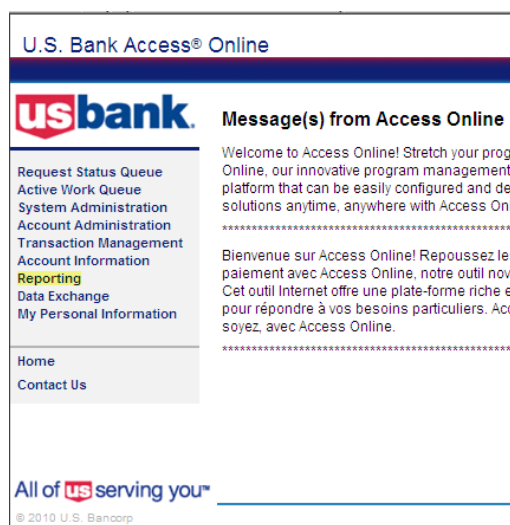 U.S. Bank Access® Online
usbank.
Request Status Queue
Active Work Queue
System Administration
Account Administration
Transaction Management
Account Information
Reporting
Data Exchange
My Personal Information
Home
Contact Us
Message(s) from Access Online
Welcome to Access Online! Stretch your prog
Online, our innovative program management
platform that can be easily configured and de
solutions anytime, anywhere with Access On
Bienvenue sur Access Online! Repoussez le
paiement avec Access Online, notre outil nov
Cet outil Internet offre une plate-forme riche e
pour répondre à vos besoins particuliers. Acc
soyez, avec Access Online.
All of us serving you™
© 2010 U.S. Bancorp